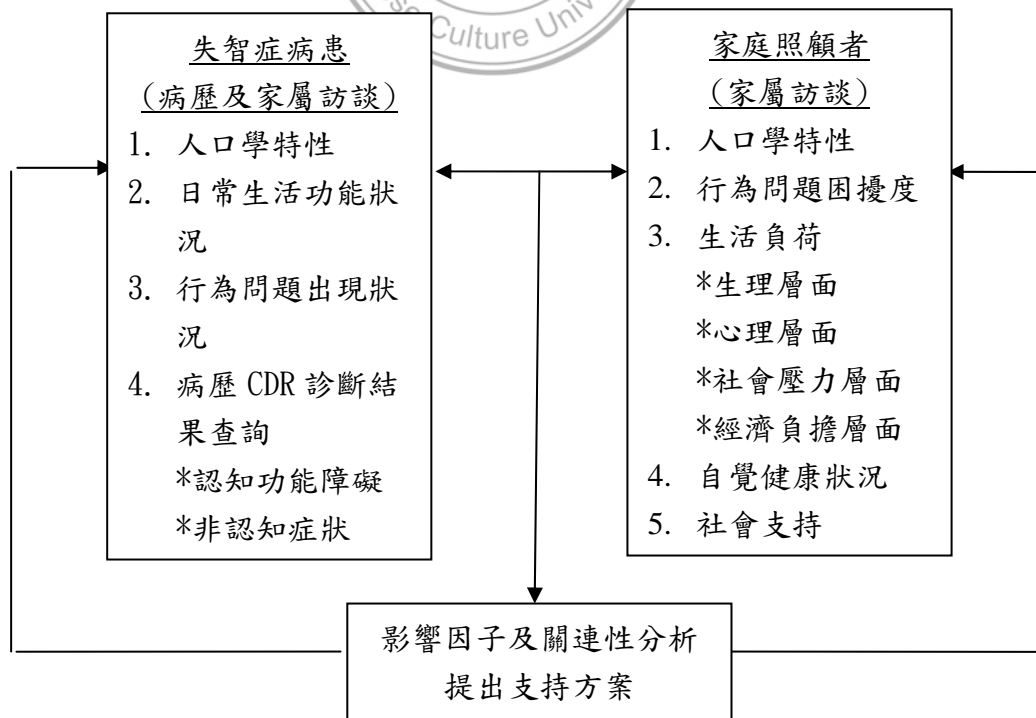 se Culture Univ
失智症病患
(病歷及家屬訪談)
1. 人口學特性
2. 日常生活功能狀
況
3. 行為問題出現狀
況
4. 病歷 CDR 診斷結
果查詢
*認知功能障礙
*非認知症狀
家庭照顧者
(家屬訪談)
1. 人口學特性
2. 行為問題困擾度
3. 生活負荷
*生理層面
*心理層面
*社會壓力層面
*經濟負擔層面
4. 自覺健康狀況
5. 社會支持
影響因子及關連性分析
提出支持方案